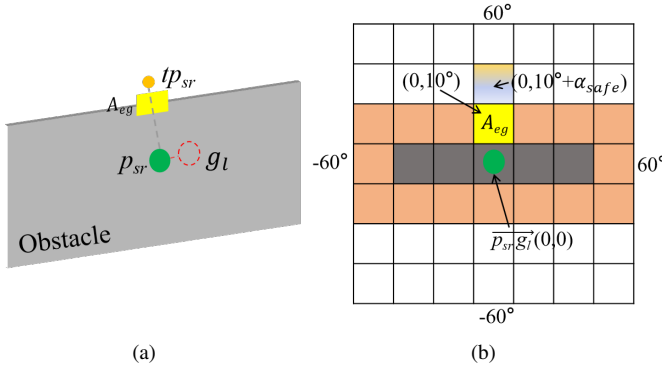 tp_sr
A_eg
p_sr
g_l
Obstacle
(a)
60°
(0,10°)
(0,10°+α_safe)
A_eg
-60°
60°
p_sr g_l(0,0)
-60°
(b)